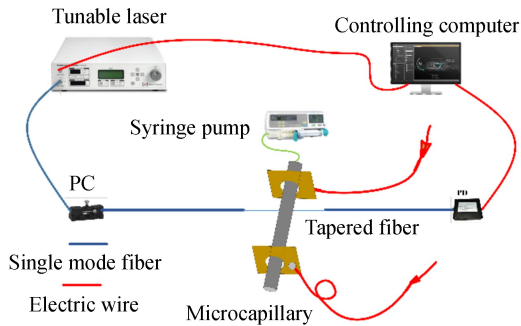 Tunable laser
Controlling computer
Syringe pump
PC
PD
Tapered fiber
Single mode fiber
Electric wire
Microcapillary